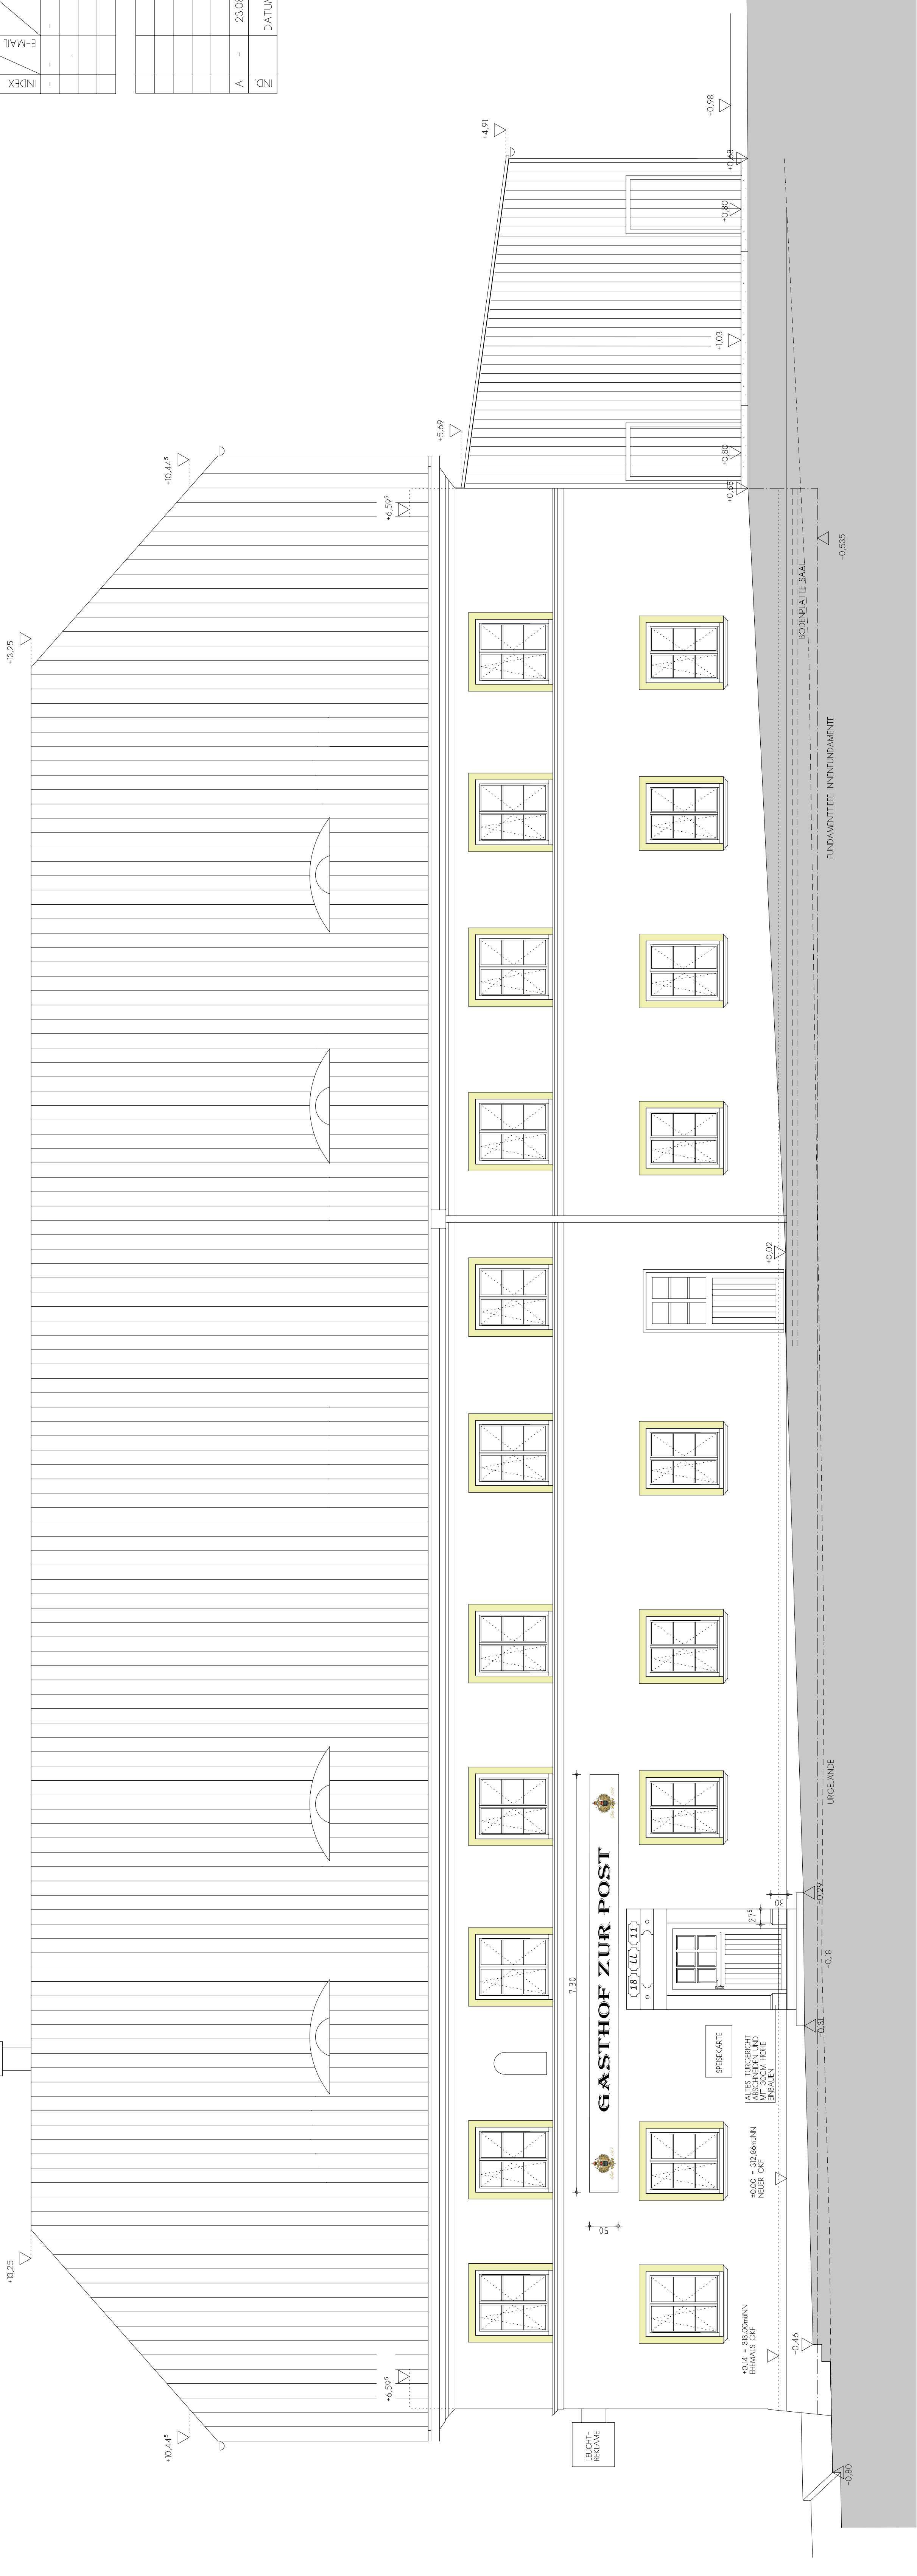 INDEX
E-MAIL
IND.
DATUM
A
-
23.08
+13,25
+13,25
+10,44⁵
+10,44⁵
+6,59⁵
+6,59⁵
+5,69
+4,91
+0,98
+0,68
+0,80
+1,03
+0,80
+0,68
LEUCHT-
REKLAME
7.30
50
GASTHOF ZUR POST
18 LL 11
SPEISEKARTE
ALTES TÜRGERICHT
ABSCHNEIDEN UND
MIT 30CM HÖHE
EINBAUEN
27⁵
30
+0,14 = 313,00müNN
EHEMALS OKF
±0.00 = 312,86müNN
NEUER OKF
+0,02
-0,46
-0,80
-0,31
-0,29
-0,18
URGELÄNDE
BODENPLATTE SAAL
FUNDAMENTTIEFE INNENFUNDAMENTE
-0,535